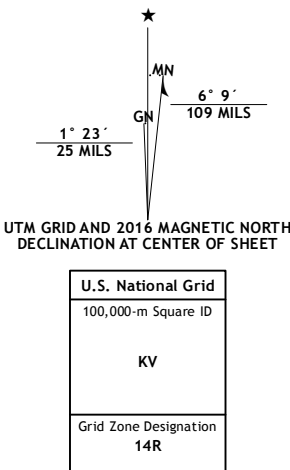 ★
MN
GN
6° 9´
109 MILS
1° 23´
25 MILS
UTM GRID AND 2016 MAGNETIC NORTH
DECLINATION AT CENTER OF SHEET
U.S. National Grid
100,000-m Square ID
KV
Grid Zone Designation
14R